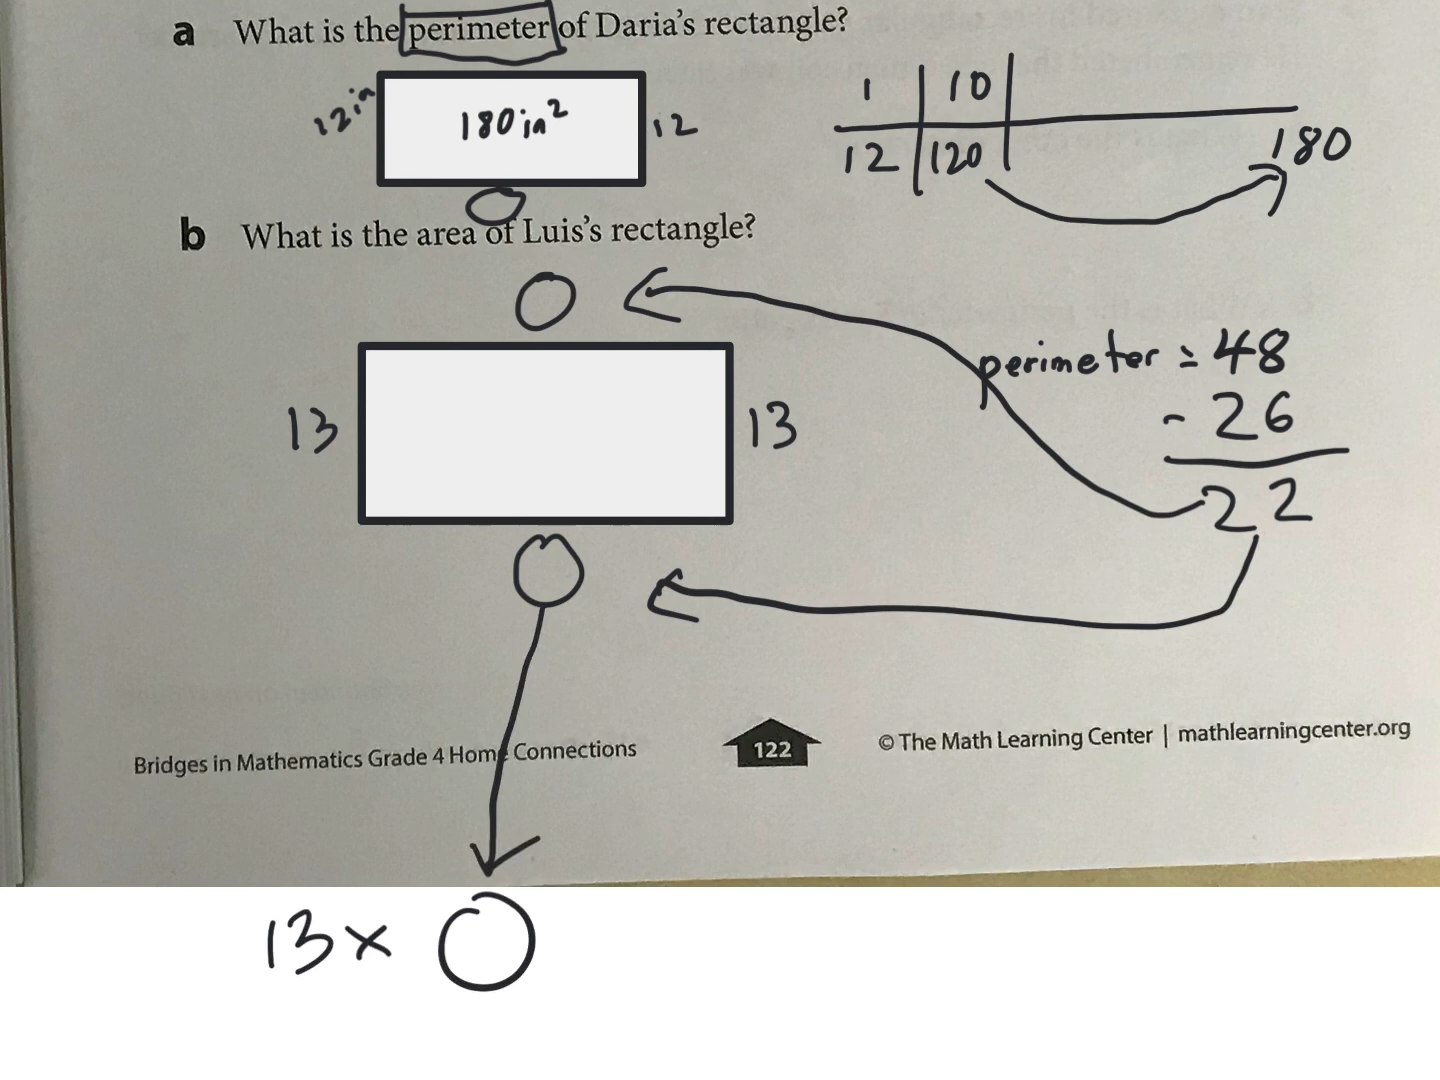 a What is the perimeter of Daria's rectangle?
12in 180in² 12
1 10
12 120 180
b What is the area of Luis's rectangle?
perimeter = 48
- 26
22
13 13
Bridges in Mathematics Grade 4 Home Connections 122 © The Math Learning Center | mathlearningcenter.org
13 x